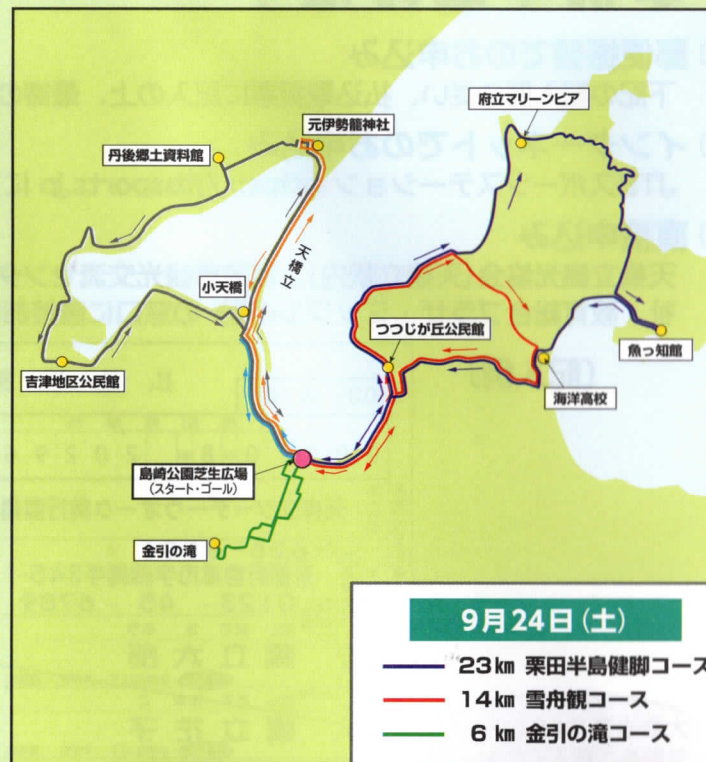 府立マリーンピア
元伊勢籠神社
丹後郷土資料館
天橋立
小天橋
つつじが丘公民館
魚っ知館
海洋高校
吉津地区公民館
島崎公園芝生広場
(スタート・ゴール)
金引の滝
9月24日(土)
23km 栗田半島健脚コース
14km 雪舟観コース
6km 金引の滝コース